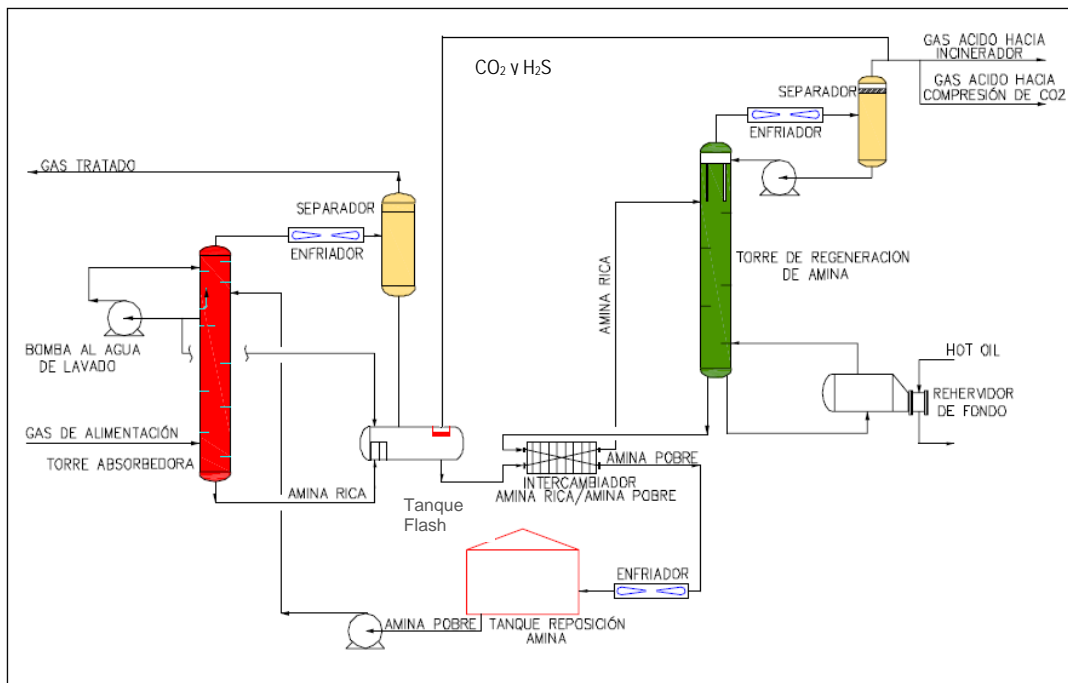 GAS ACIDO HACIA
INCINERADOR
CO₂ y H₂S
SEPARADOR
GAS ACIDO HACIA
COMPRESIÓN DE CO2
ENFRIADOR
GAS TRATADO
SEPARADOR
ENFRIADOR
TORRE DE REGENERACION
DE AMINA
AMINA RICA
BOMBA AL AGUA
DE LAVADO
HOT OIL
REHERVIDOR
DE FONDO
GAS DE ALIMENTACIÓN
TORRE ABSORBEDORA
AMINA POBRE
INTERCAMBIADOR
AMINA RICA/AMINA POBRE
AMINA RICA
Tanque
Flash
ENFRIADOR
AMINA POBRE
TANQUE REPOSICIÓN
AMINA